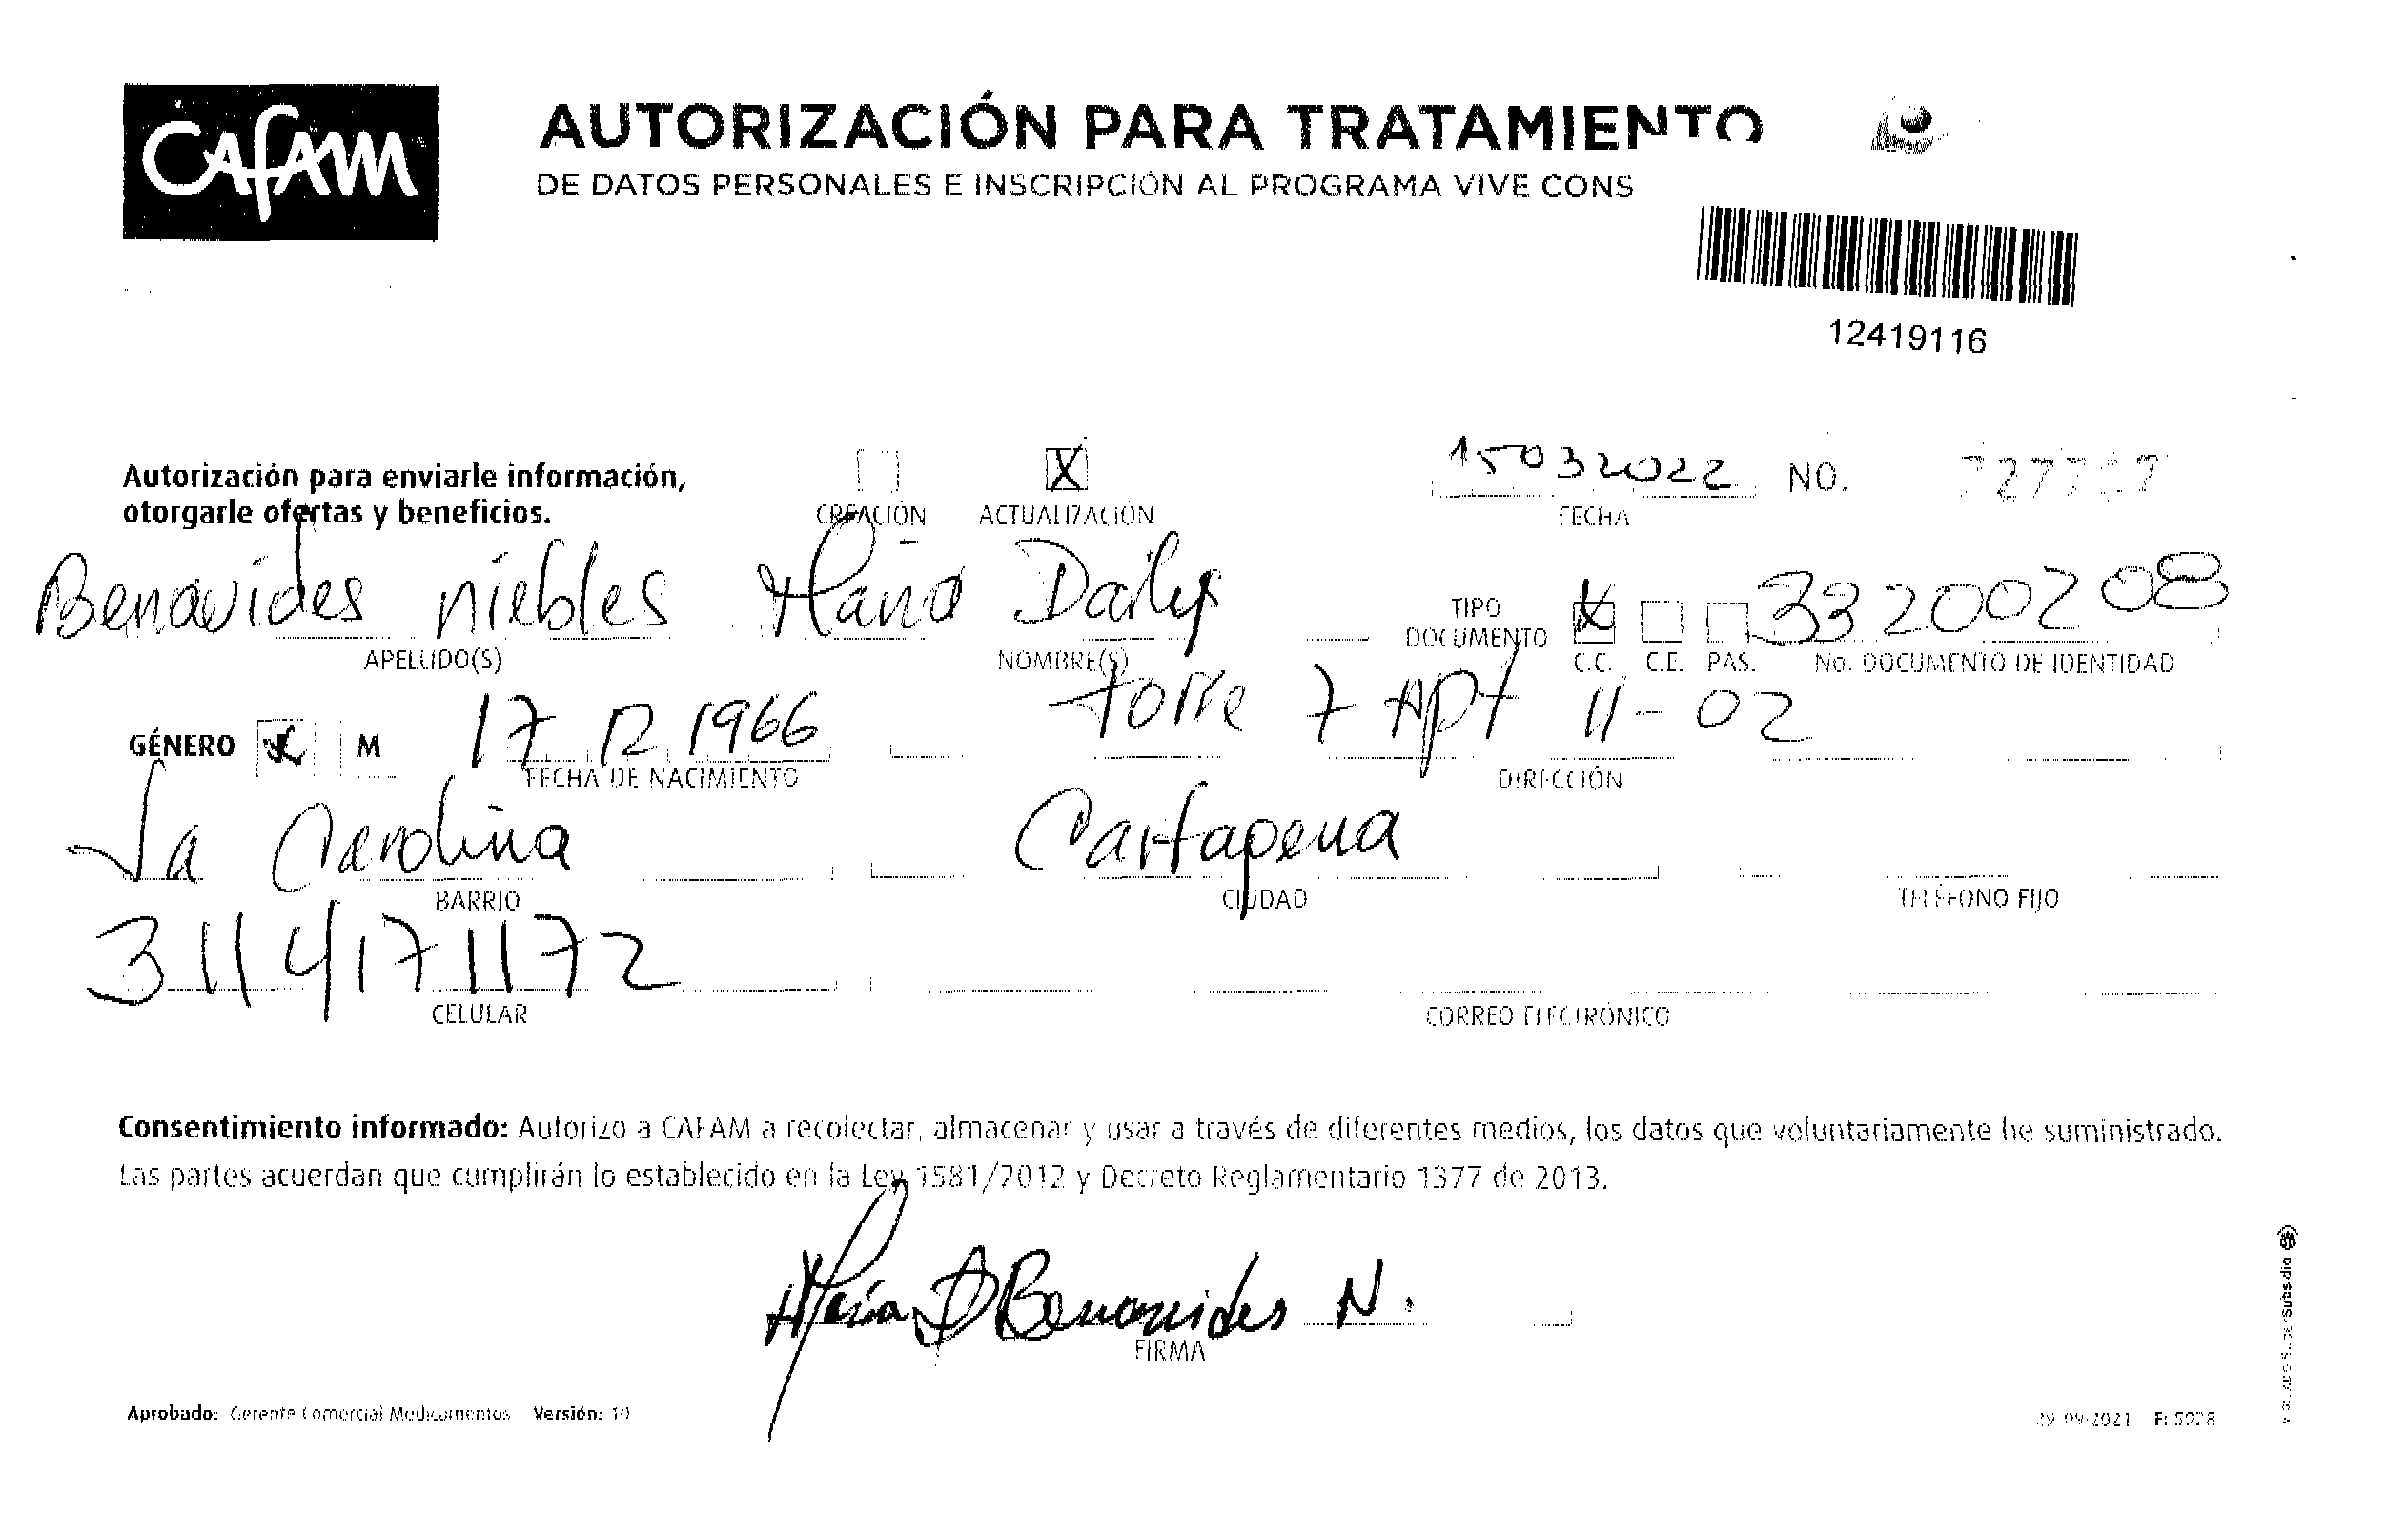 CAFAM
AUTORIZACIÓN PARA TRATAMIENTO
DE DATOS PERSONALES E INSCRIPCIÓN AL PROGRAMA VIVE CONS
12419116
Autorización para enviarle información,
otorgarle ofertas y beneficios.
X
CREACIÓN ACTUALIZACIÓN
15032022 NO.
FECHA
Benavides niebles Maria Dailys
TIPO DOCUMENTO X 33200208
APELLIDO(S) NOMBRE(S) C.C. C.E. PAS. No. DOCUMENTO DE IDENTIDAD
GÉNERO X M 17 12 1966 torre 7 Apt 11-02
FECHA DE NACIMIENTO DIRECCIÓN
La Carolina Cartagena
BARRIO CIUDAD TELÉFONO FIJO
3114171172
CELULAR CORREO ELECTRÓNICO
Consentimiento informado: Autorizo a CAFAM a recolectar, almacenar y usar a través de diferentes medios, los datos que voluntariamente he suministrado.
Las partes acuerdan que cumplirán lo establecido en la Ley 1581/2012 y Decreto Reglamentario 1377 de 2013.
Maria D Benavides N.
FIRMA
Aprobado: Gerente Comercial Medicamentos Versión: 10
09-2021